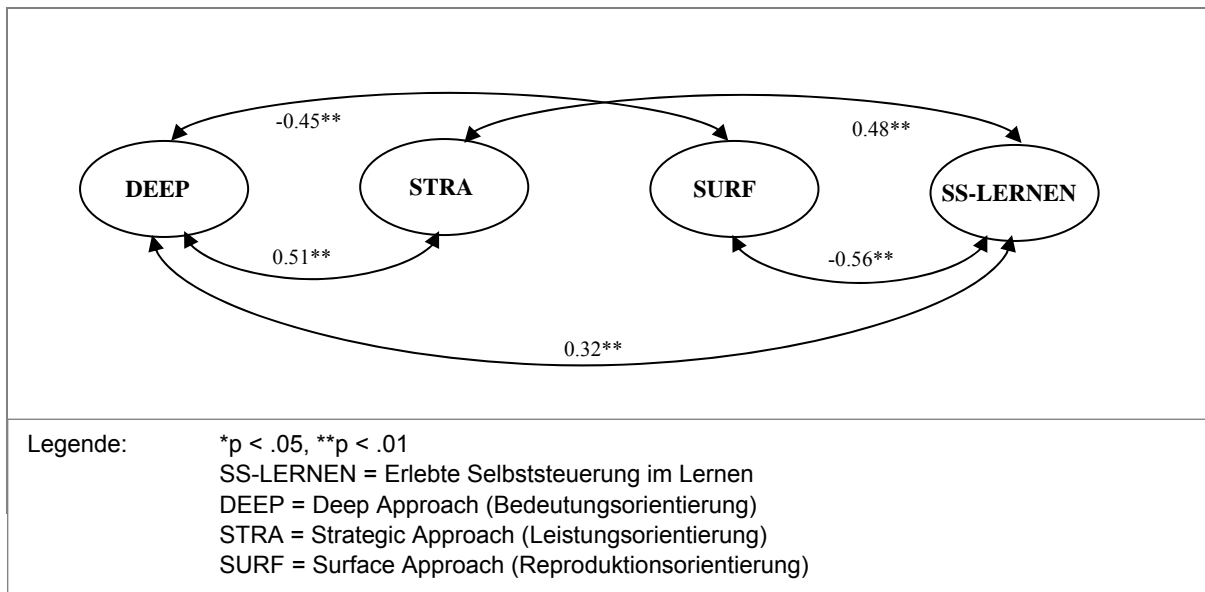 -0.45**
0.48**
DEEP
STRA
SURF
SS-LERNEN
0.51**
-0.56**
0.32**
Legende: *p < .05, **p < .01
SS-LERNEN = Erlebte Selbststeuerung im Lernen
DEEP = Deep Approach (Bedeutungsorientierung)
STRA = Strategic Approach (Leistungsorientierung)
SURF = Surface Approach (Reproduktionsorientierung)